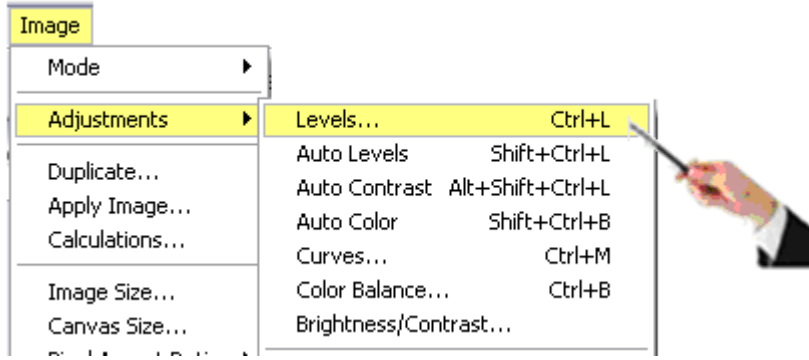 Image
Mode
Adjustments
Duplicate...
Apply Image...
Calculations...
Image Size...
Canvas Size...
Levels... Ctrl+L
Auto Levels Shift+Ctrl+L
Auto Contrast Alt+Shift+Ctrl+L
Auto Color Shift+Ctrl+B
Curves... Ctrl+M
Color Balance... Ctrl+B
Brightness/Contrast...